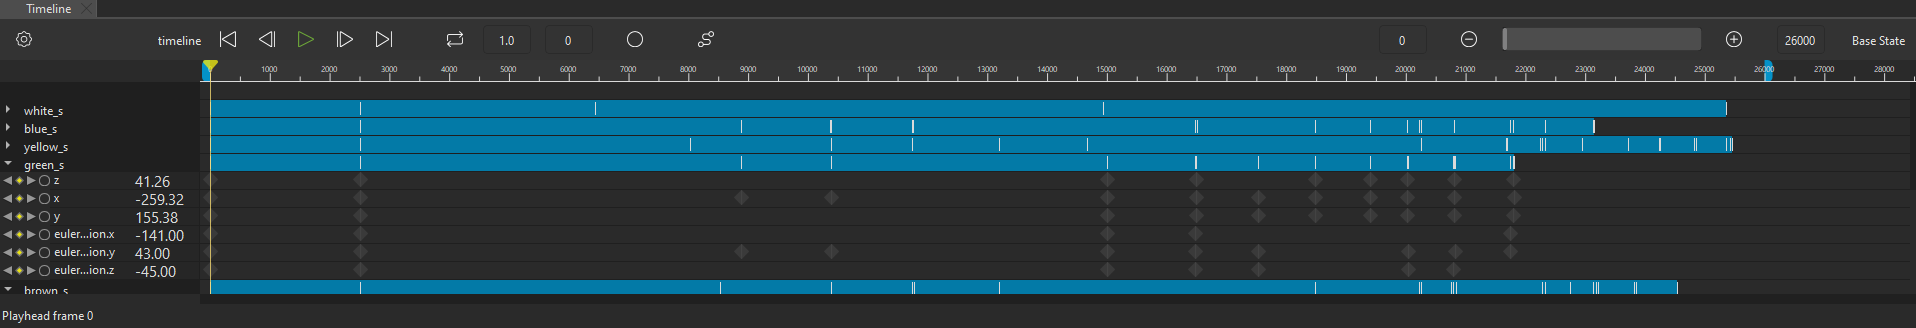 Timeline
timeline 1.0 0 0 26000 Base State
1000 2000 3000 4000 5000 6000 7000 8000 9000 10000 11000 12000 13000 14000 15000 16000 17000 18000 19000 20000 21000 22000 23000 24000 25000 26000 27000 28000
white_s
blue_s
yellow_s
green_s
z 41.26
x -259.32
y 155.38
euler...ion.x -141.00
euler...ion.y 43.00
euler...ion.z -45.00
brown_s
Playhead frame 0